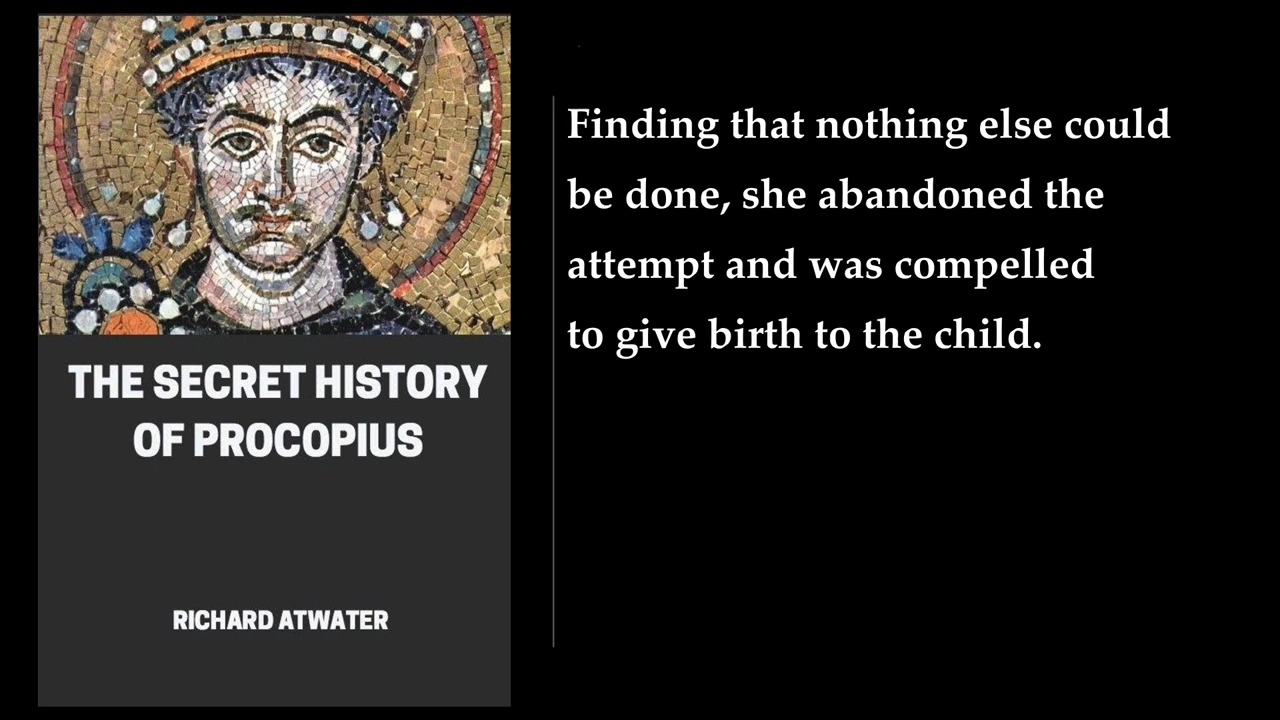 THE SECRET HISTORY
OF PROCOPIUS
RICHARD ATWATER
Finding that nothing else could
be done, she abandoned the
attempt and was compelled
to give birth to the child.